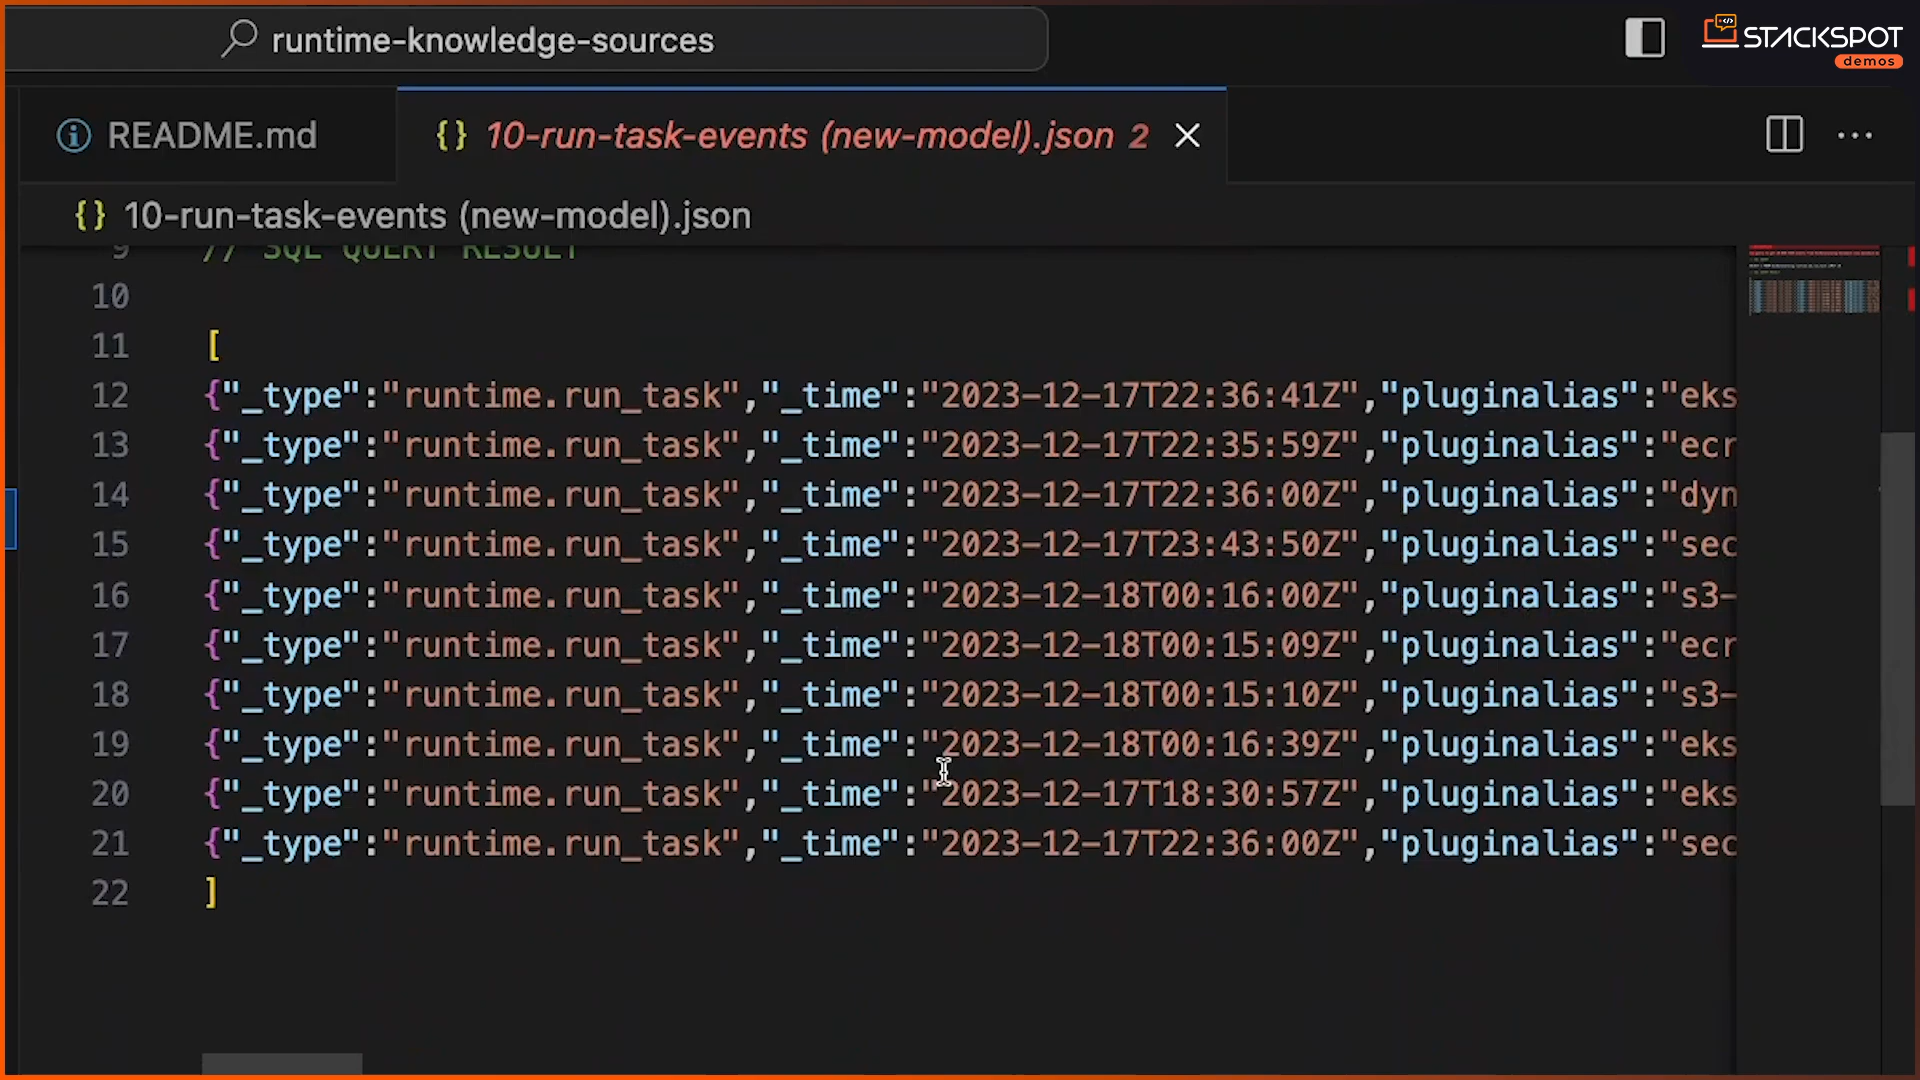 runtime-knowledge-sources
STACKSPOT
demos
README.md
{} 10-run-task-events (new-model).json 2
{} 10-run-task-events (new-model).json
9 // SQL QUERY RESULT
10
11 [
12 {"_type":"runtime.run_task","_time":"2023-12-17T22:36:41Z","pluginalias":"eks
13 {"_type":"runtime.run_task","_time":"2023-12-17T22:35:59Z","pluginalias":"ecr
14 {"_type":"runtime.run_task","_time":"2023-12-17T22:36:00Z","pluginalias":"dyn
15 {"_type":"runtime.run_task","_time":"2023-12-17T23:43:50Z","pluginalias":"sec
16 {"_type":"runtime.run_task","_time":"2023-12-18T00:16:00Z","pluginalias":"s3-
17 {"_type":"runtime.run_task","_time":"2023-12-18T00:15:09Z","pluginalias":"ecr
18 {"_type":"runtime.run_task","_time":"2023-12-18T00:15:10Z","pluginalias":"s3-
19 {"_type":"runtime.run_task","_time":"2023-12-18T00:16:39Z","pluginalias":"eks
20 {"_type":"runtime.run_task","_time":"2023-12-17T18:30:57Z","pluginalias":"eks
21 {"_type":"runtime.run_task","_time":"2023-12-17T22:36:00Z","pluginalias":"sec
22 ]